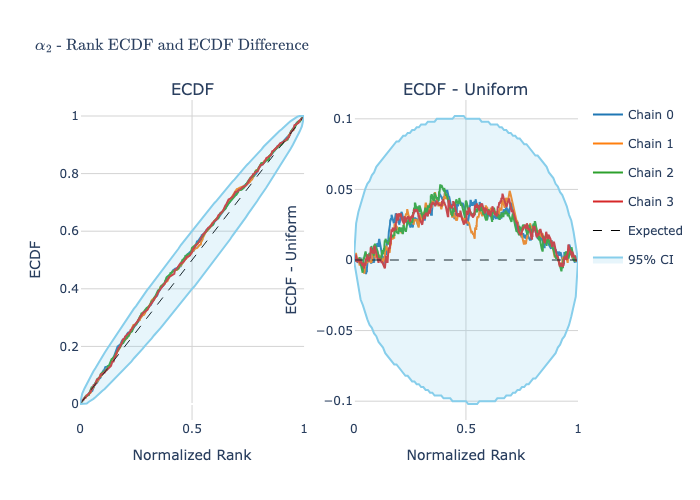 α₂ - Rank ECDF and ECDF Difference
ECDF
ECDF - Uniform
1
0.8
0.6
0.4
0.2
0
ECDF
0
0.5
1
Normalized Rank
0.1
0.05
0
−0.05
−0.1
ECDF - Uniform
0
0.5
1
Normalized Rank
Chain 0
Chain 1
Chain 2
Chain 3
Expected
95% CI